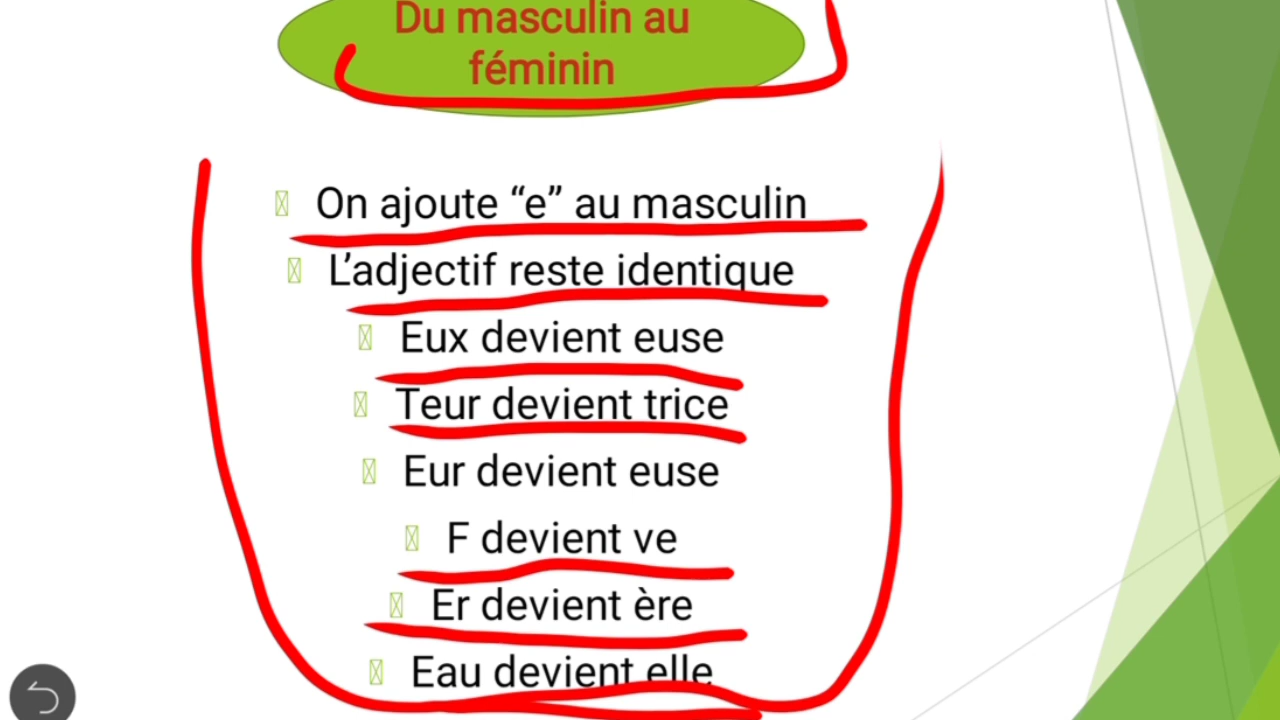 Du masculin au
féminin
On ajoute “e” au masculin
L’adjectif reste identique
Eux devient euse
Teur devient trice
Eur devient euse
F devient ve
Er devient ère
Eau devient elle